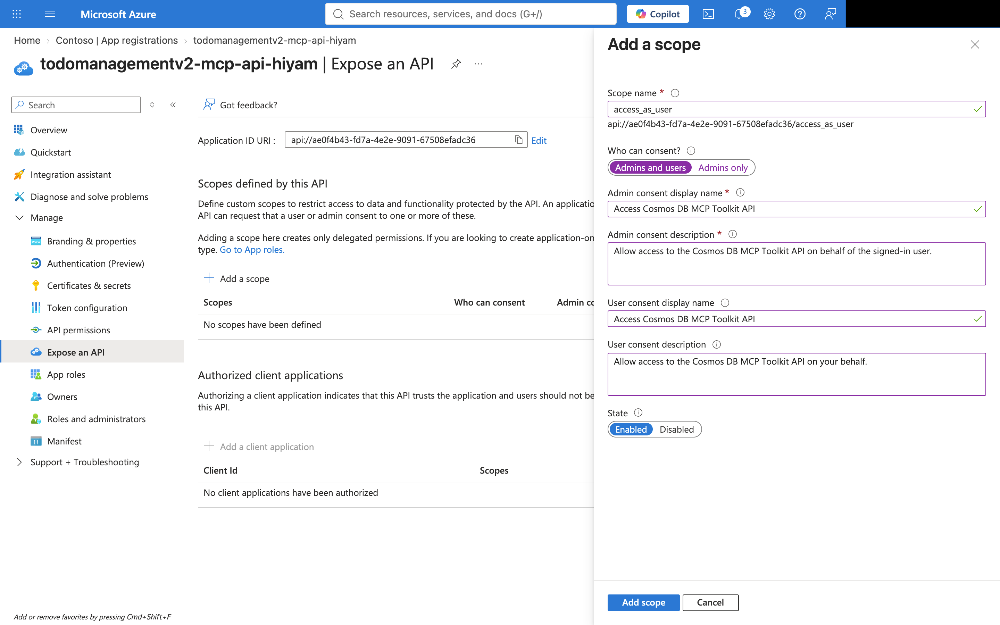 Microsoft Azure
Search resources, services, and docs (G+/)
Copilot
3
Home > Contoso | App registrations > todomanagementv2-mcp-api-hiyam
todomanagementv2-mcp-api-hiyam | Expose an API
Search
Overview
Quickstart
Integration assistant
Diagnose and solve problems
Manage
www
Branding & properties
Authentication (Preview)
Certificates & secrets
Token configuration
API permissions
Expose an API
App roles
Owners
Roles and administrators
Manifest
Support + Troubleshooting
Add or remove favorites by pressing Cmd+Shift+F
Got feedback?
Application ID URI : api://ae0f4b43-fd7a-4e2e-9091-67508efadc36 Edit
Scopes defined by this API
Define custom scopes to restrict access to data and functionality protected by the API. An applicatio
API can request that a user or admin consent to one or more of these.
Adding a scope here creates only delegated permissions. If you are looking to create application-on
type. Go to App roles.
Add a scope
Scopes Who can consent Admin co
No scopes have been defined
Authorized client applications
Authorizing a client application indicates that this API trusts the application and users should not be
this API.
Add a client application
Client Id Scopes
No client applications have been authorized
Add a scope
Scope name *
access_as_user
api://ae0f4b43-fd7a-4e2e-9091-67508efadc36/access_as_user
Who can consent?
Admins and users Admins only
Admin consent display name *
Access Cosmos DB MCP Toolkit API
Admin consent description *
Allow access to the Cosmos DB MCP Toolkit API on behalf of the signed-in user.
User consent display name
Access Cosmos DB MCP Toolkit API
User consent description
Allow access to the Cosmos DB MCP Toolkit API on your behalf.
State
Enabled Disabled
Add scope Cancel